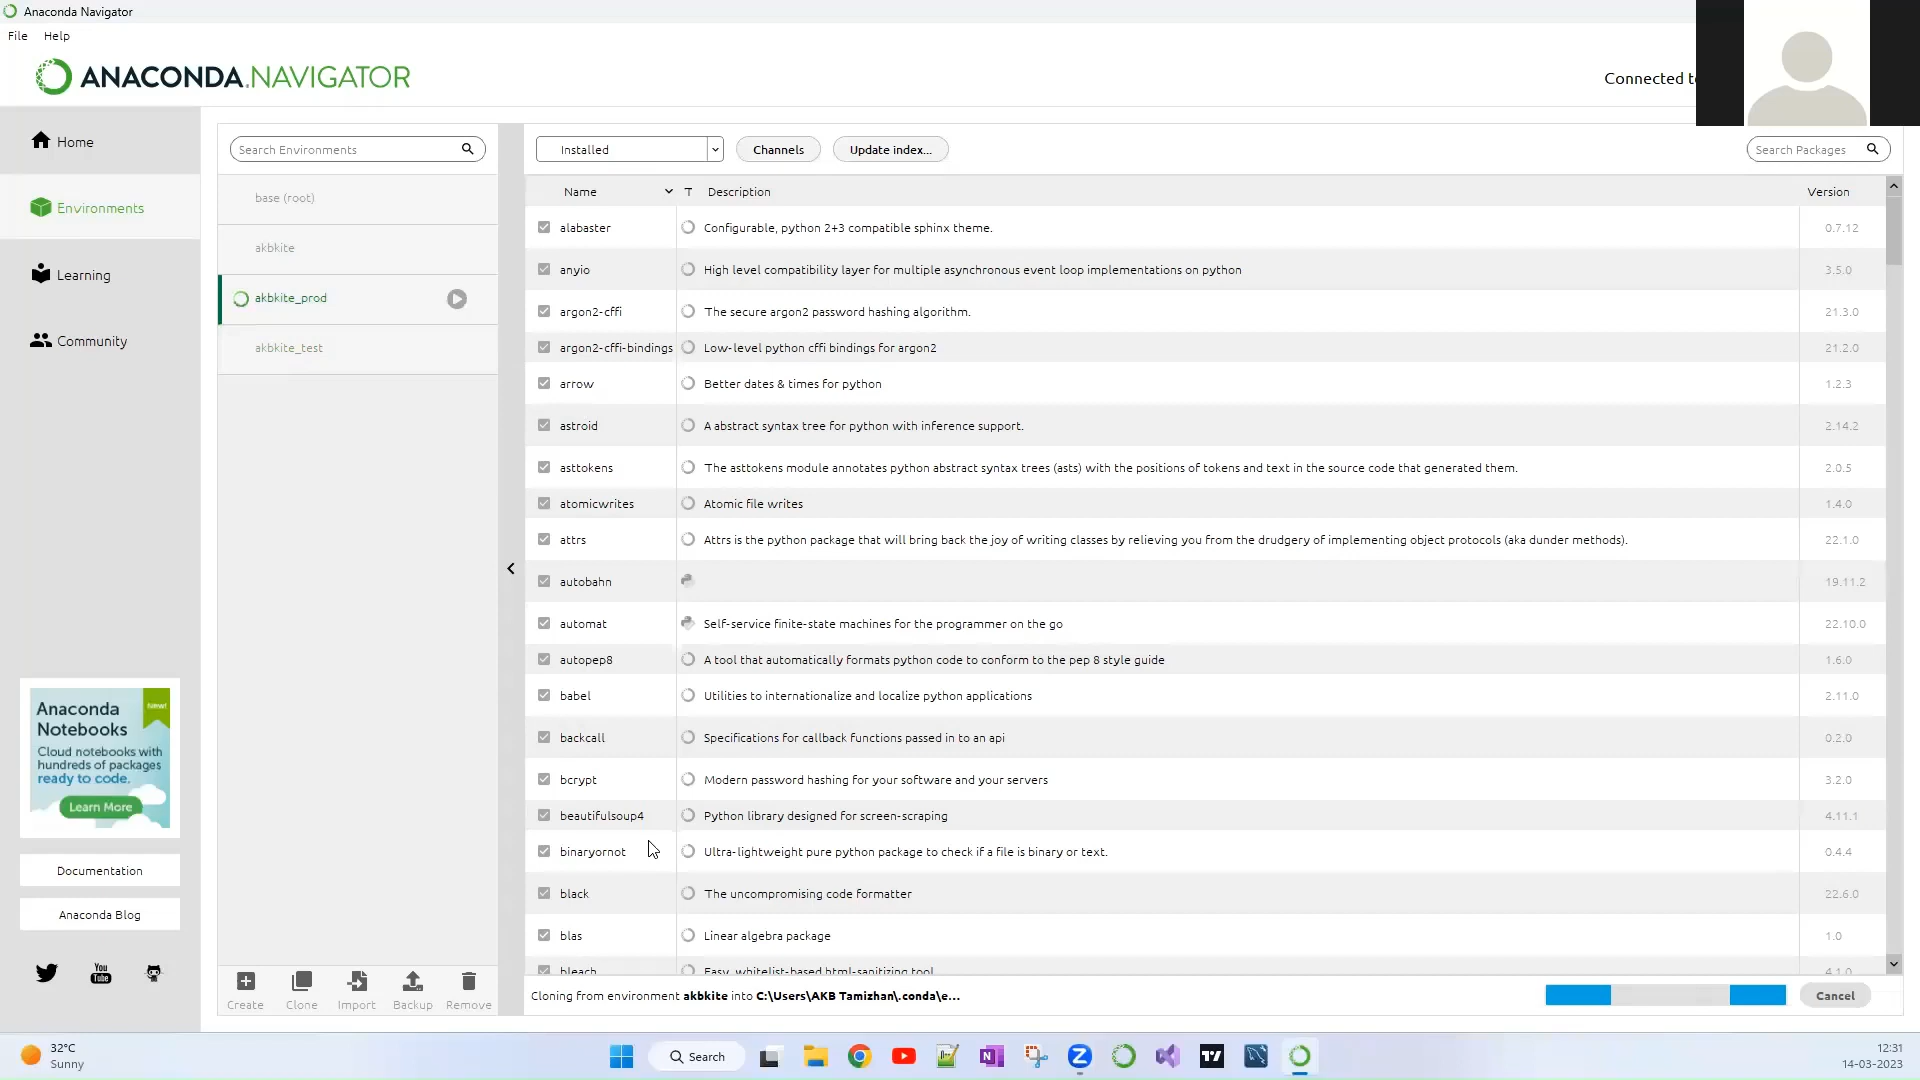 Anaconda Navigator
File Help
ANACONDA.NAVIGATOR
Connected to
Home
Environments
Learning
Community
Anaconda
Notebooks
New!
Cloud notebooks with
hundreds of packages
ready to code.
Learn More
Documentation
Anaconda Blog
You
Tube
Search Environments
base (root)
akbkite
akbkite_prod
akbkite_test
Create Clone Import Backup Remove
Installed Channels Update index... Search Packages
Name T Description Version
alabaster Configurable, python 2+3 compatible sphinx theme. 0.7.12
anyio High level compatibility layer for multiple asynchronous event loop implementations on python 3.5.0
argon2-cffi The secure argon2 password hashing algorithm. 21.3.0
argon2-cffi-bindings Low-level python cffi bindings for argon2 21.2.0
arrow Better dates & times for python 1.2.3
astroid A abstract syntax tree for python with inference support. 2.14.2
asttokens The asttokens module annotates python abstract syntax trees (asts) with the positions of tokens and text in the source code that generated them. 2.0.5
atomicwrites Atomic file writes 1.4.0
attrs Attrs is the python package that will bring back the joy of writing classes by relieving you from the drudgery of implementing object protocols (aka dunder methods). 22.1.0
autobahn 19.11.2
automat Self-service finite-state machines for the programmer on the go 22.10.0
autopep8 A tool that automatically formats python code to conform to the pep 8 style guide 1.6.0
babel Utilities to internationalize and localize python applications 2.11.0
backcall Specifications for callback functions passed in to an api 0.2.0
bcrypt Modern password hashing for your software and your servers 3.2.0
beautifulsoup4 Python library designed for screen-scraping 4.11.1
binaryornot Ultra-lightweight pure python package to check if a file is binary or text. 0.4.4
black The uncompromising code formatter 22.6.0
blas Linear algebra package 1.0
bleach Easy, whitelist-based html-sanitizing tool 4.1.0
Cloning from environment akbkite into C:\Users\AKB Tamizhan\.conda\e... Cancel
32°C
Sunny
Search
12:31
14-03-2023